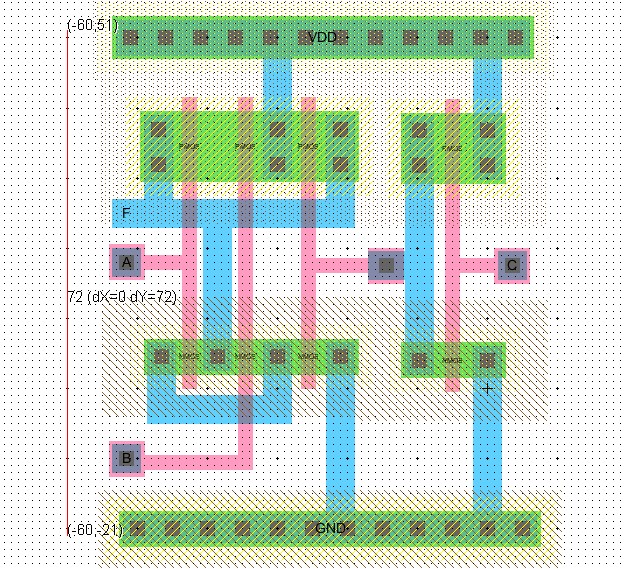 (-60,51)
VDD
PMOS PMOS PMOS PMOS
F
A
C
72 (dX=0 dY=72)
NMOS NMOS NMOS NMOS
B
(-60,-21)
GND